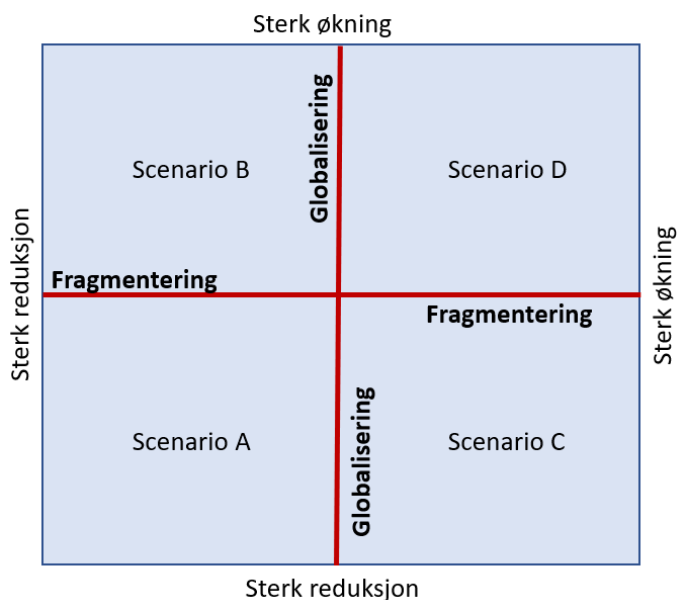 Sterk økning
Globalisering
Scenario B
Scenario D
Sterk reduksjon
Fragmentering
Fragmentering
Sterk økning
Scenario A
Globalisering
Scenario C
Sterk reduksjon